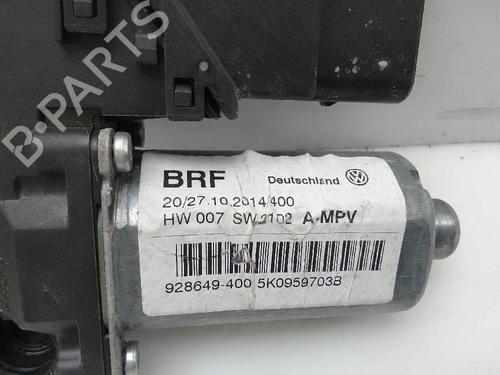 B-PARTS
BRF Deutschland
20/27.10.2014/400
HW 007 SW 2102 A-MPV
928649-400 5K0959703B